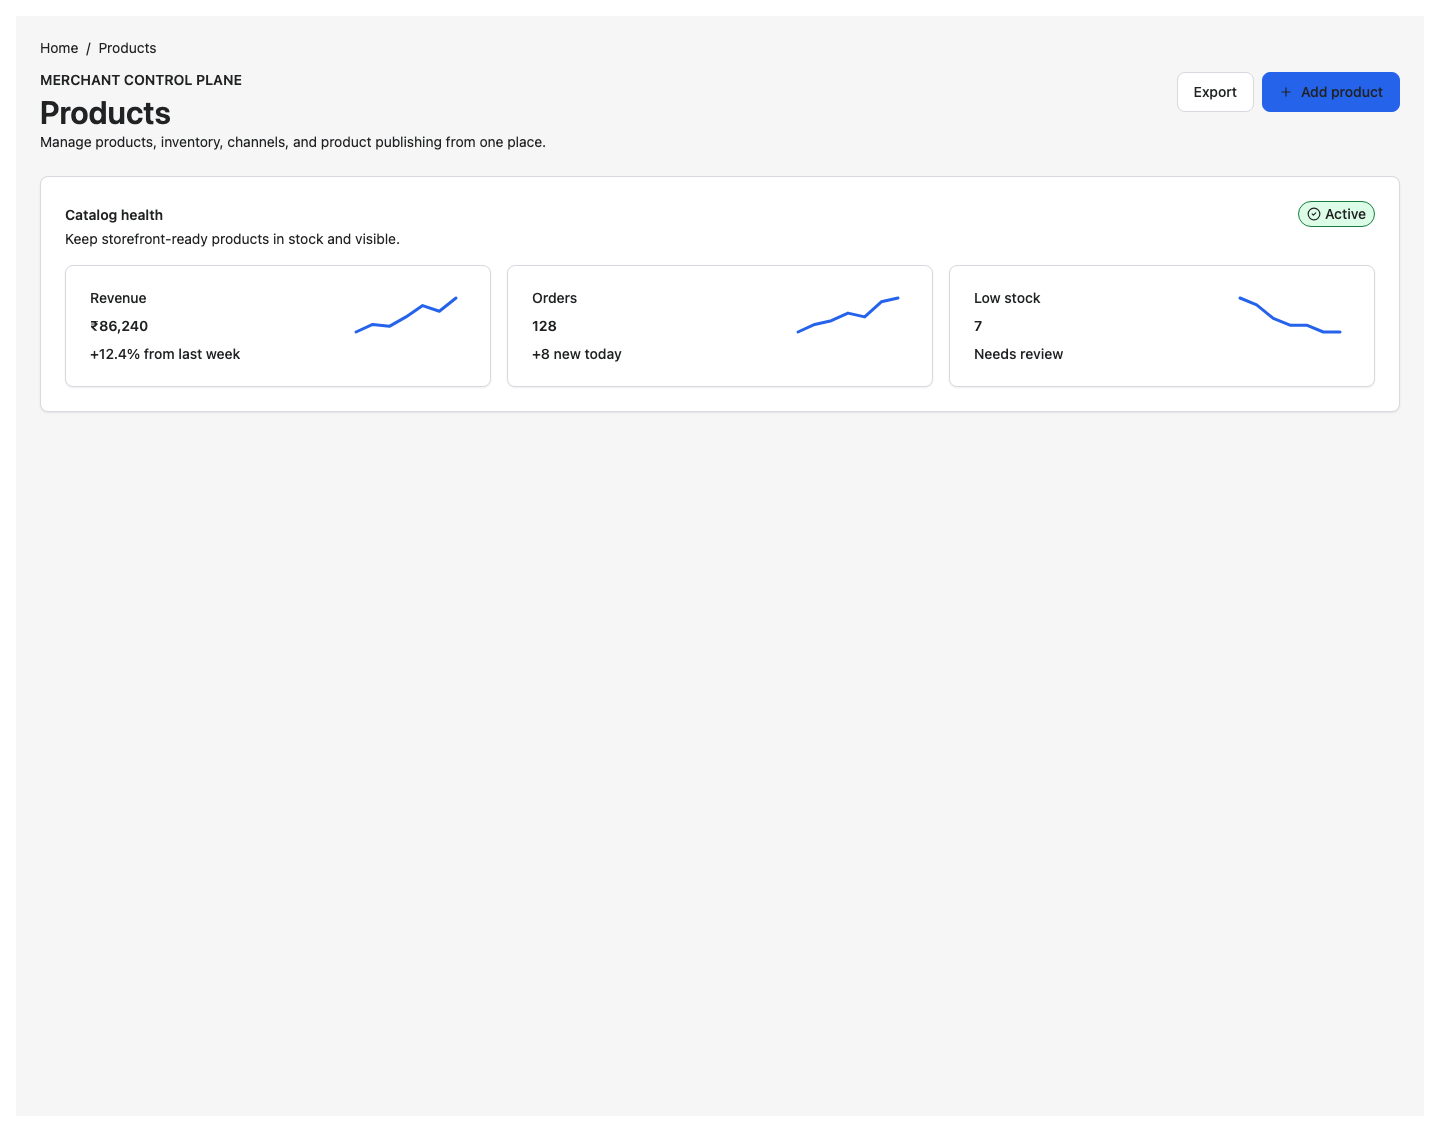 Home / Products
MERCHANT CONTROL PLANE
Products
Manage products, inventory, channels, and product publishing from one place.
Export
Add product
Catalog health
Keep storefront-ready products in stock and visible.
Active
Revenue
₹86,240
+12.4% from last week
Orders
128
+8 new today
Low stock
7
Needs review